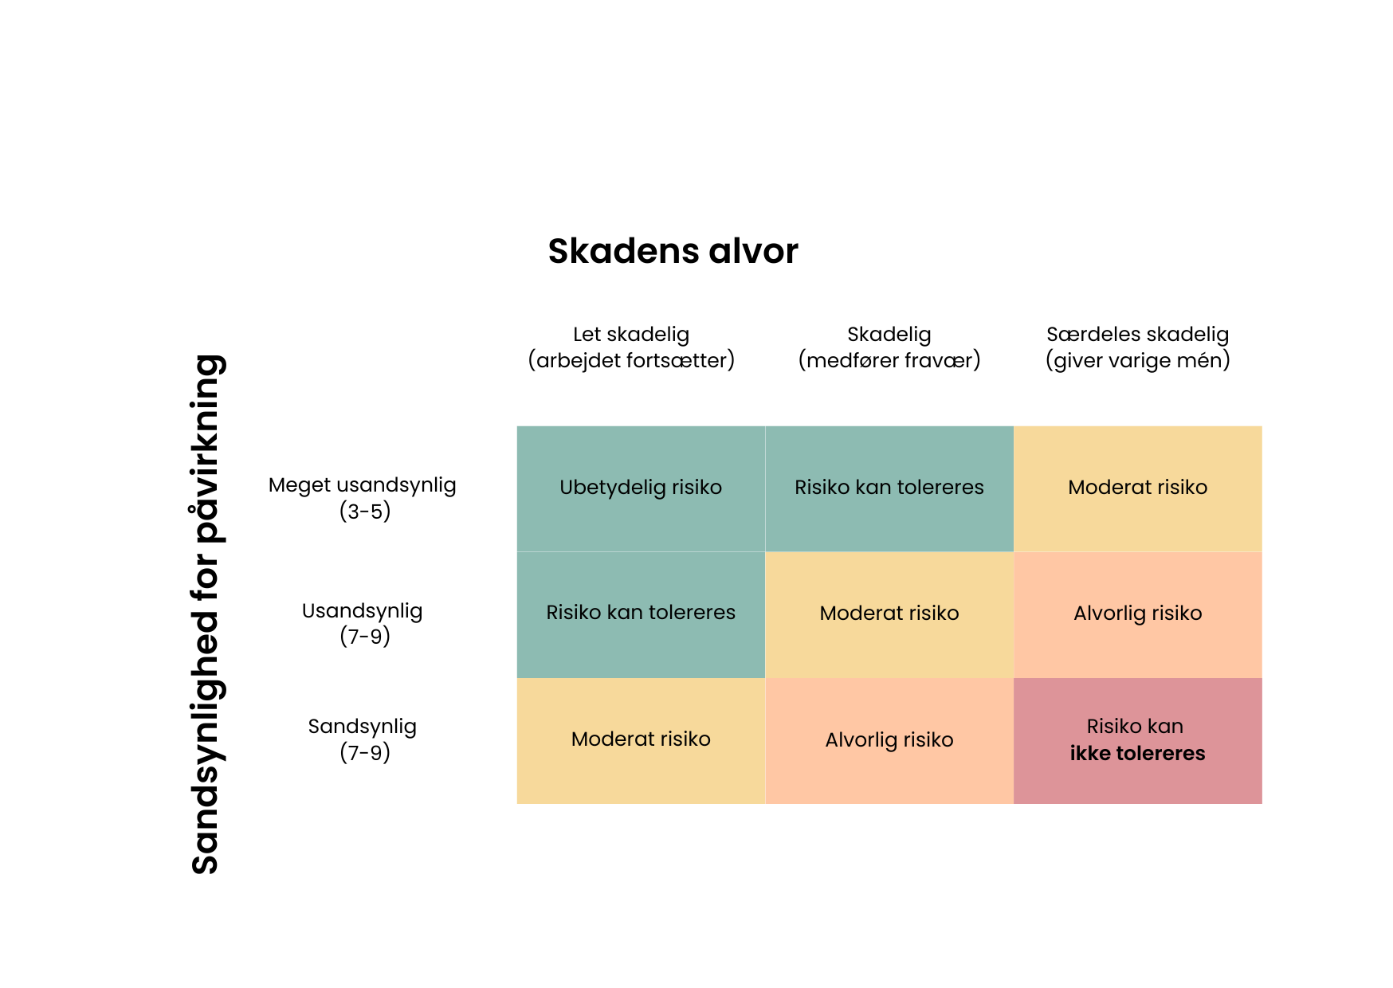 Skadens alvor
Let skadelig
(arbejdet fortsætter)
Skadelig
(medfører fravær)
Særdeles skadelig
(giver varige mén)
Sandsynlighed for påvirkning
Meget usandsynlig
(3-5)
Ubetydelig risiko
Risiko kan tolereres
Moderat risiko
Usandsynlig
(7-9)
Risiko kan tolereres
Moderat risiko
Alvorlig risiko
Sandsynlig
(7-9)
Moderat risiko
Alvorlig risiko
Risiko kan
ikke tolereres